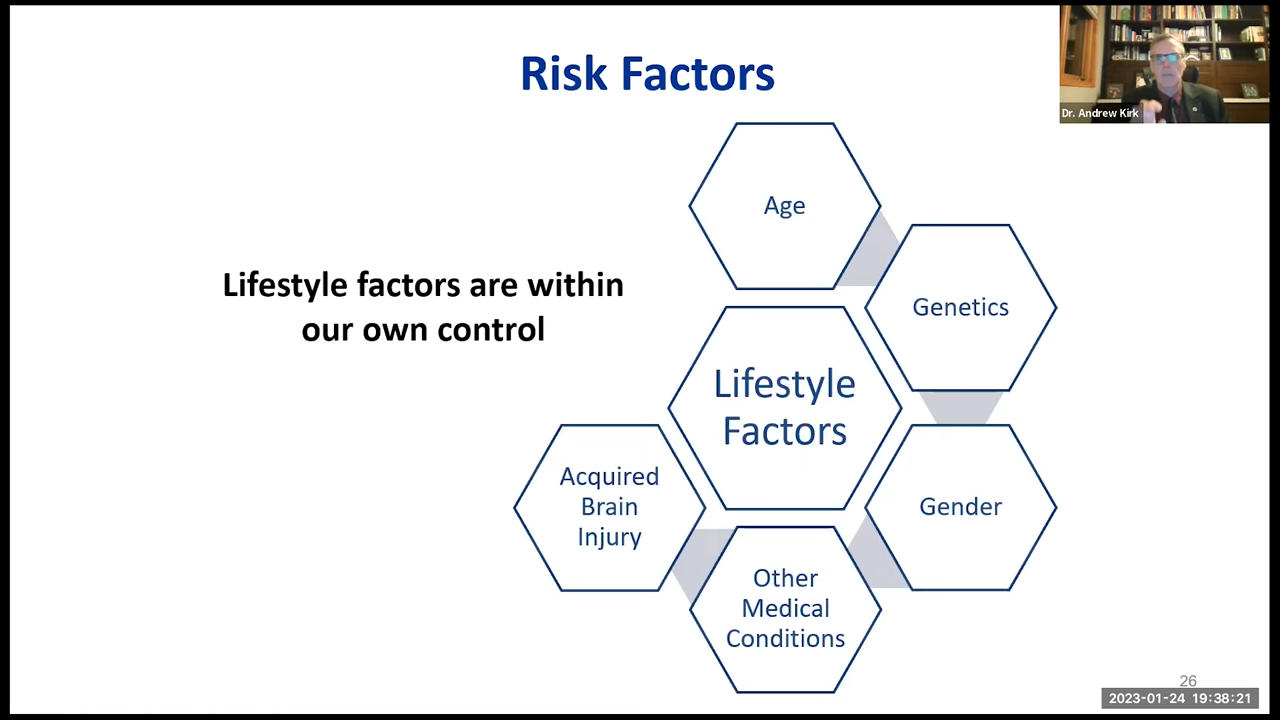 Risk Factors
Dr. Andrew Kirk
Age
Genetics
Lifestyle factors are within
our own control
Lifestyle
Factors
Acquired
Brain
Injury
Gender
Other
Medical
Conditions
26
2023-01-24 19:38:21